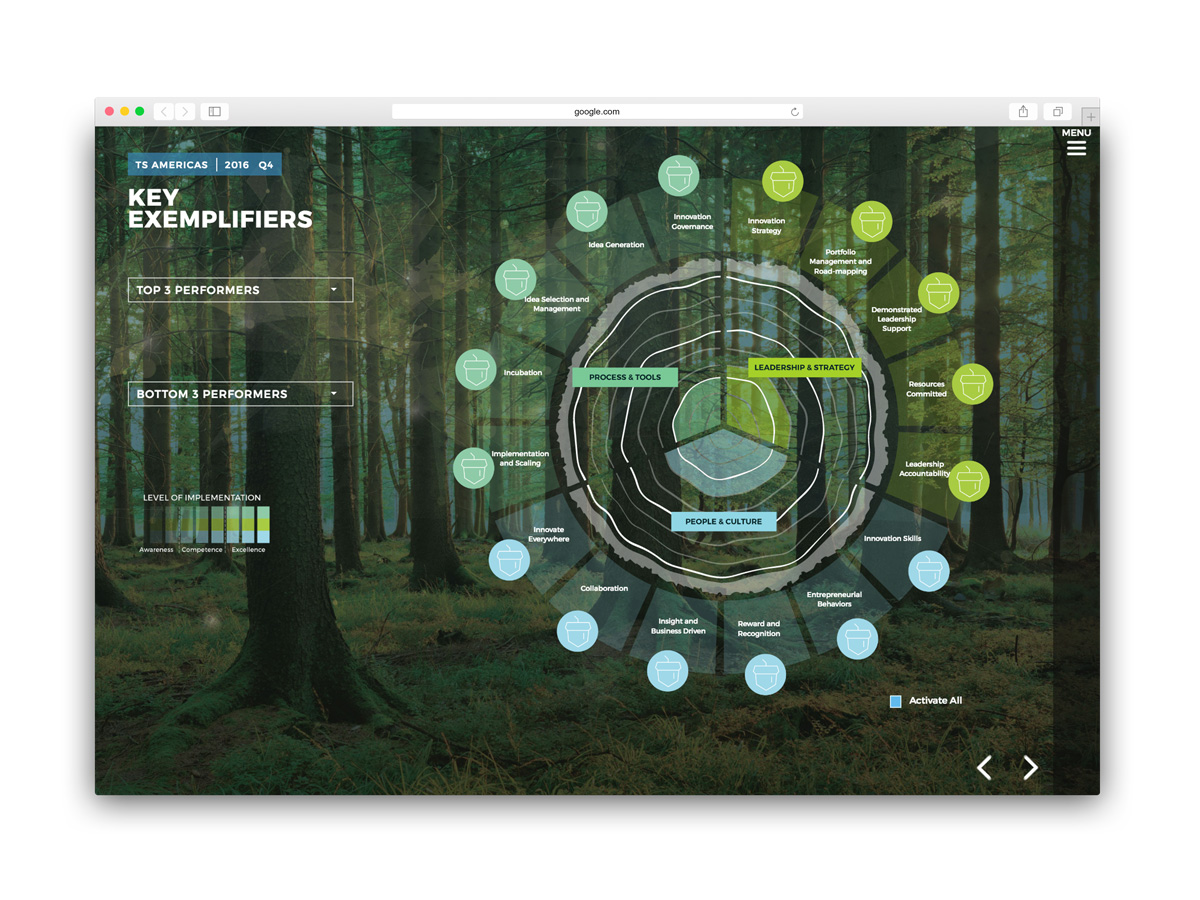 google.com
MENU
TS AMERICAS | 2016 Q4
KEY
EXEMPLIFIERS
TOP 3 PERFORMERS
BOTTOM 3 PERFORMERS
LEVEL OF IMPLEMENTATION
Awareness
Competence
Excellence
Innovation
Governance
Innovation
Strategy
Idea Generation
Portfolio
Management and
Road-mapping
Idea Selection and
Management
Demonstrated
Leadership
Support
Incubation
Resources
Committed
PROCESS & TOOLS
LEADERSHIP & STRATEGY
Implementation
and Scaling
Leadership
Accountability
PEOPLE & CULTURE
Innovate
Everywhere
Innovation Skills
Collaboration
Entrepreneurial
Behaviors
Insight and
Business Driven
Reward and
Recognition
Activate All